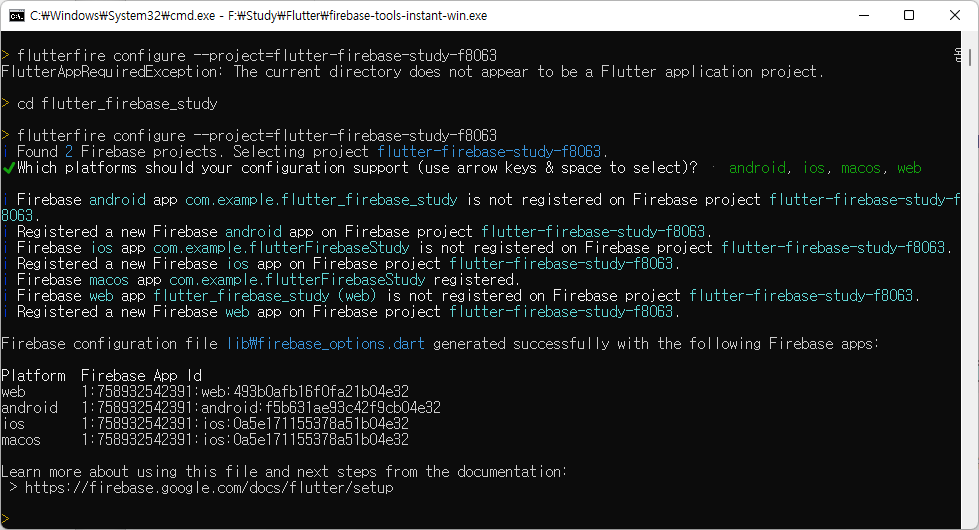 C:₩Windows₩System32₩cmd.exe - F:₩Study₩Flutter₩firebase-tools-instant-win.exe
> flutterfire configure --project=flutter-firebase-study-f8063
FlutterAppRequiredException: The current directory does not appear to be a Flutter application project.
> cd flutter_firebase_study
> flutterfire configure --project=flutter-firebase-study-f8063
i Found 2 Firebase projects. Selecting project flutter-firebase-study-f8063.
✔Which platforms should your configuration support (use arrow keys & space to select)? · android, ios, macos, web
i Firebase android app com.example.flutter_firebase_study is not registered on Firebase project flutter-firebase-study-f
8063.
i Registered a new Firebase android app on Firebase project flutter-firebase-study-f8063.
i Firebase ios app com.example.flutterFirebaseStudy is not registered on Firebase project flutter-firebase-study-f8063.
i Registered a new Firebase ios app on Firebase project flutter-firebase-study-f8063.
i Firebase macos app com.example.flutterFirebaseStudy registered.
i Firebase web app flutter_firebase_study (web) is not registered on Firebase project flutter-firebase-study-f8063.
i Registered a new Firebase web app on Firebase project flutter-firebase-study-f8063.
Firebase configuration file lib₩firebase_options.dart generated successfully with the following Firebase apps:
Platform  Firebase App Id
web       1:758932542391:web:493b0afb16f0fa21b04e32
android   1:758932542391:android:f5b631ae93c42f9cb04e32
ios       1:758932542391:ios:0a5e171155378a51b04e32
macos     1:758932542391:ios:0a5e171155378a51b04e32
Learn more about using this file and next steps from the documentation:
 > https://firebase.google.com/docs/flutter/setup
>